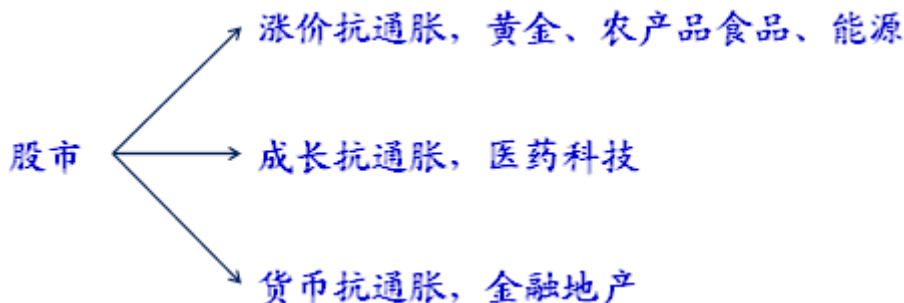 涨价抗通胀，黄金、农产品食品、能源
股市
成长抗通胀，医药科技
货币抗通胀，金融地产